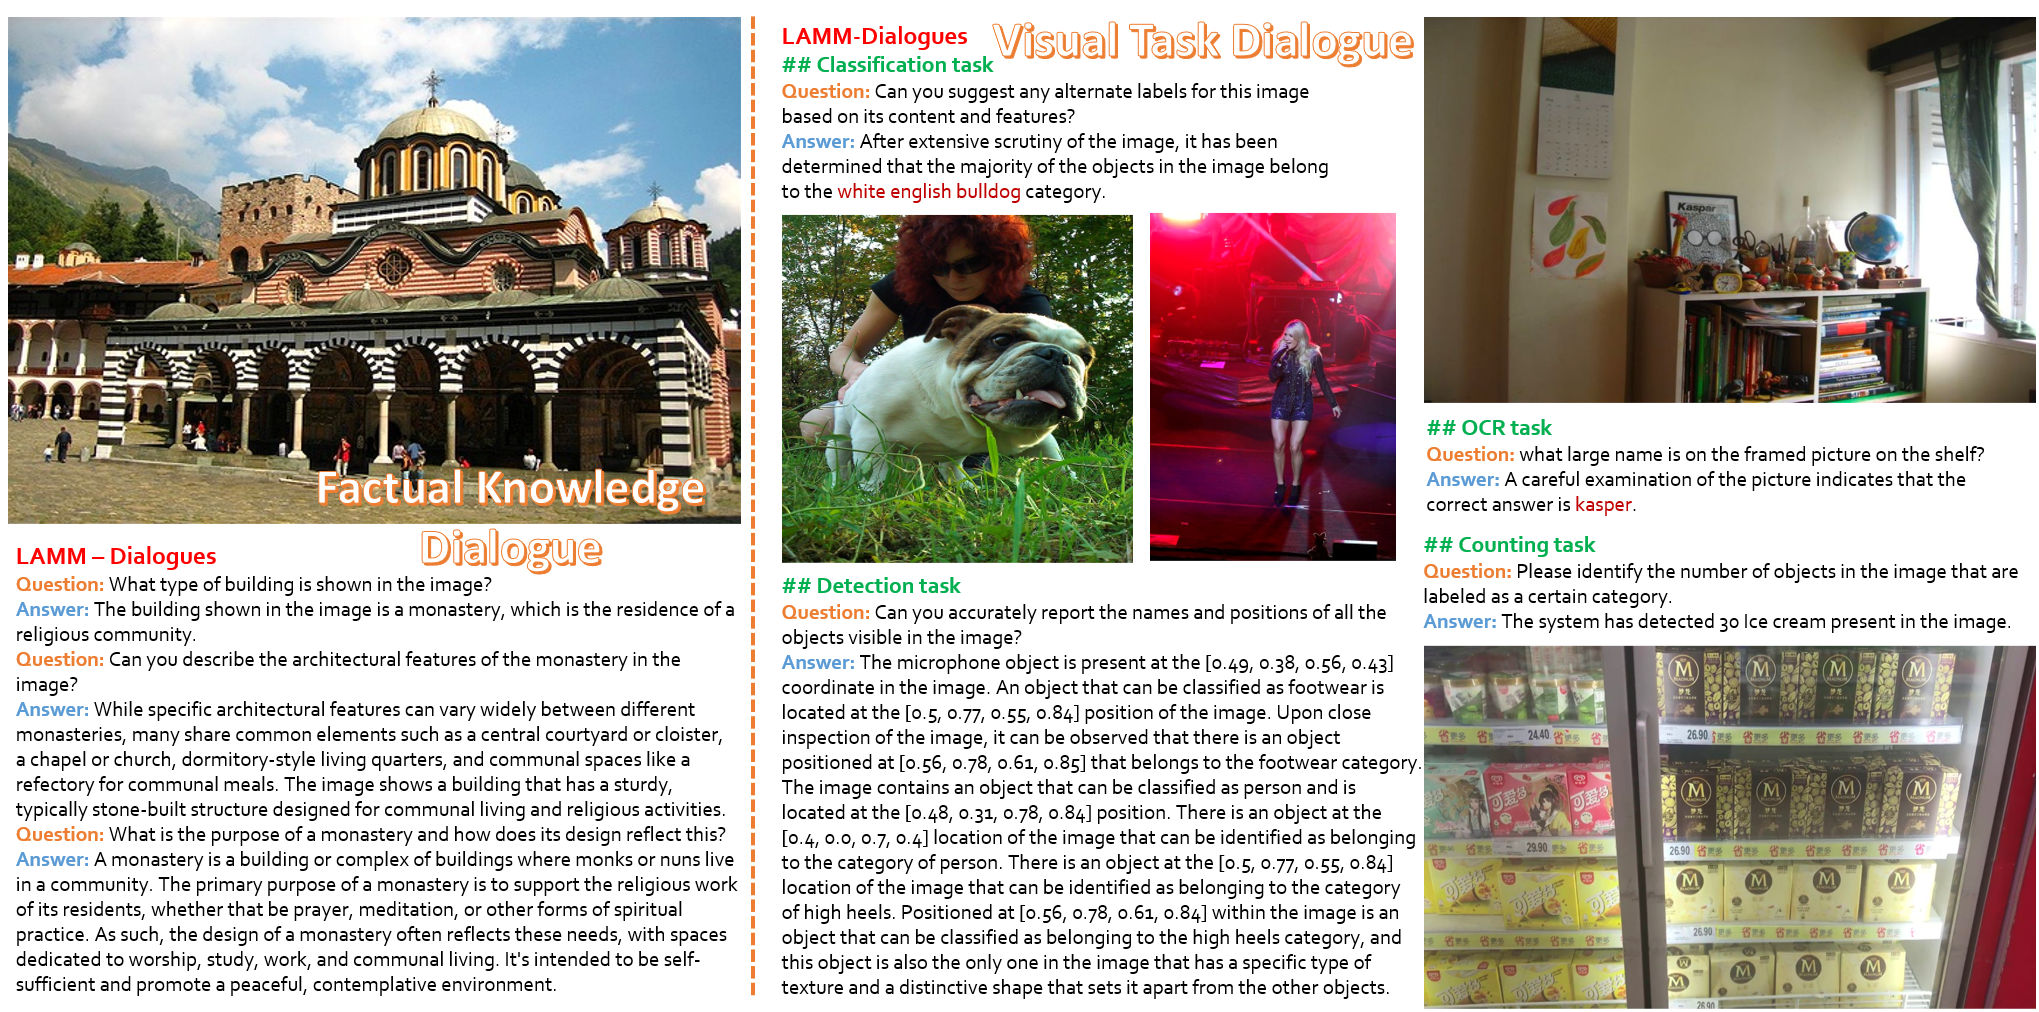 Factual Knowledge
Dialogue
LAMM – Dialogues
Question: What type of building is shown in the image?
Answer: The building shown in the image is a monastery, which is the residence of a
religious community.
Question: Can you describe the architectural features of the monastery in the
image?
Answer: While specific architectural features can vary widely between different
monasteries, many share common elements such as a central courtyard or cloister,
a chapel or church, dormitory-style living quarters, and communal spaces like a
refectory for communal meals. The image shows a building that has a sturdy,
typically stone-built structure designed for communal living and religious activities.
Question: What is the purpose of a monastery and how does its design reflect this?
Answer: A monastery is a building or complex of buildings where monks or nuns live
in a community. The primary purpose of a monastery is to support the religious work
of its residents, whether that be prayer, meditation, or other forms of spiritual
practice. As such, the design of a monastery often reflects these needs, with spaces
dedicated to worship, study, work, and communal living. It's intended to be self-
sufficient and promote a peaceful, contemplative environment.
LAMM-Dialogues
Visual Task Dialogue
## Classification task
Question: Can you suggest any alternate labels for this image
based on its content and features?
Answer: After extensive scrutiny of the image, it has been
determined that the majority of the objects in the image belong
to the white english bulldog category.
## Detection task
Question: Can you accurately report the names and positions of all the
objects visible in the image?
Answer: The microphone object is present at the [0.49, 0.38, 0.56, 0.43]
coordinate in the image. An object that can be classified as footwear is
located at the [0.5, 0.77, 0.55, 0.84] position of the image. Upon close
inspection of the image, it can be observed that there is an object
positioned at [0.56, 0.78, 0.61, 0.85] that belongs to the footwear category.
The image contains an object that can be classified as person and is
located at the [0.48, 0.31, 0.78, 0.84] position. There is an object at the
[0.4, 0.0, 0.7, 0.4] location of the image that can be identified as belonging
to the category of person. There is an object at the [0.5, 0.77, 0.55, 0.84]
location of the image that can be identified as belonging to the category
of high heels. Positioned at [0.56, 0.78, 0.61, 0.84] within the image is an
object that can be classified as belonging to the high heels category, and
this object is also the only one in the image that has a specific type of
texture and a distinctive shape that sets it apart from the other objects.
Kaspar
## OCR task
Question: what large name is on the framed picture on the shelf?
Answer: A careful examination of the picture indicates that the
correct answer is kasper.
## Counting task
Question: Please identify the number of objects in the image that are
labeled as a certain category.
Answer: The system has detected 30 Ice cream present in the image.
M M M M
MAGNUM
梦龙
24.40
26.90
省 更多
可爱多
M M M M
MAGNUM
梦龙
29.90
26.90
可爱多
M M M M
26.90
M M M M
26.90